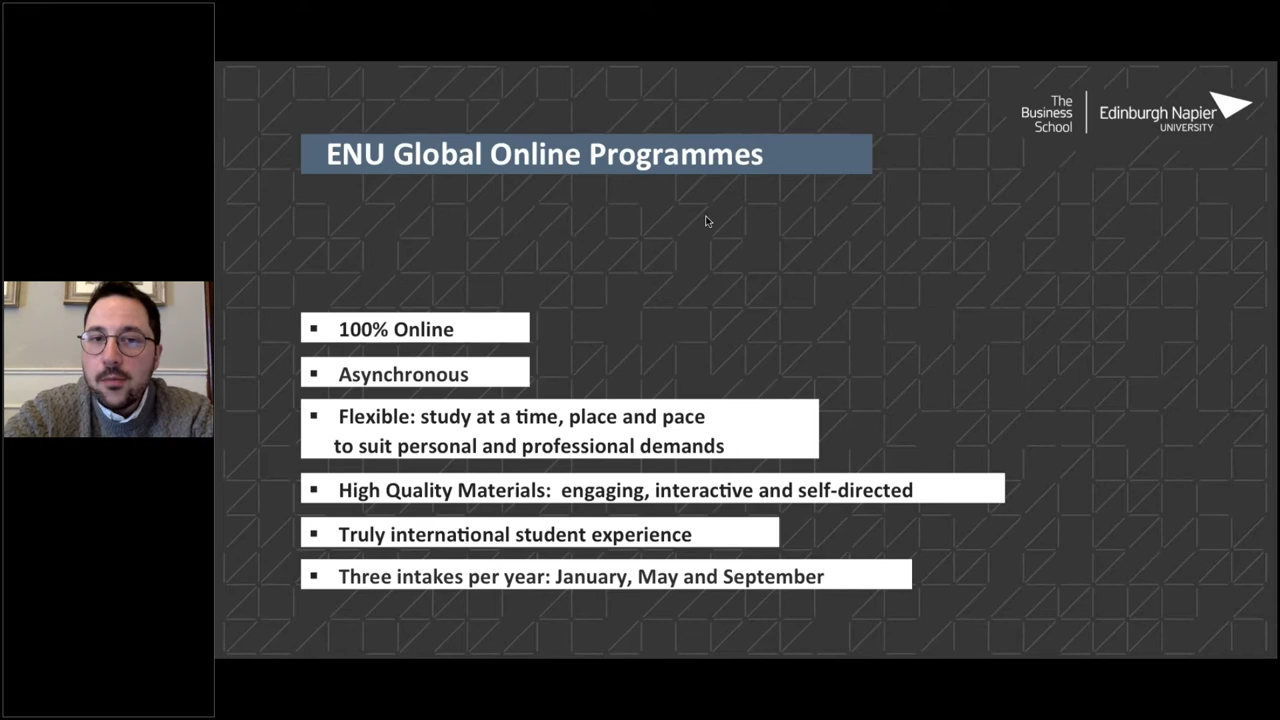 The
Business
School
Edinburgh Napier
UNIVERSITY
ENU Global Online Programmes
▪ 100% Online
▪ Asynchronous
▪ Flexible: study at a time, place and pace
to suit personal and professional demands
▪ High Quality Materials: engaging, interactive and self-directed
▪ Truly international student experience
▪ Three intakes per year: January, May and September